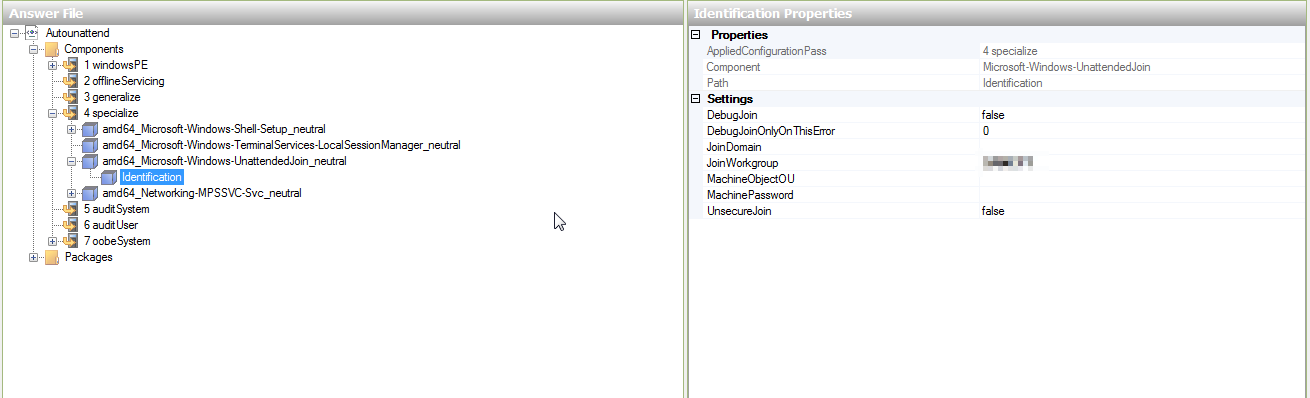 Answer File
Autounattend
Components
1 windowsPE
2 offlineServicing
3 generalize
4 specialize
amd64_Microsoft-Windows-Shell-Setup_neutral
amd64_Microsoft-Windows-TerminalServices-LocalSessionManager_neutral
amd64_Microsoft-Windows-UnattendedJoin_neutral
Identification
amd64_Networking-MPSSVC-Svc_neutral
5 auditSystem
6 auditUser
7 oobeSystem
Packages
Identification Properties
Properties
AppliedConfigurationPass 4 specialize
Component Microsoft-Windows-UnattendedJoin
Path Identification
Settings
DebugJoin false
DebugJoinOnlyOnThisError 0
JoinDomain
JoinWorkgroup
MachineObjectOU
MachinePassword
UnsecureJoin false